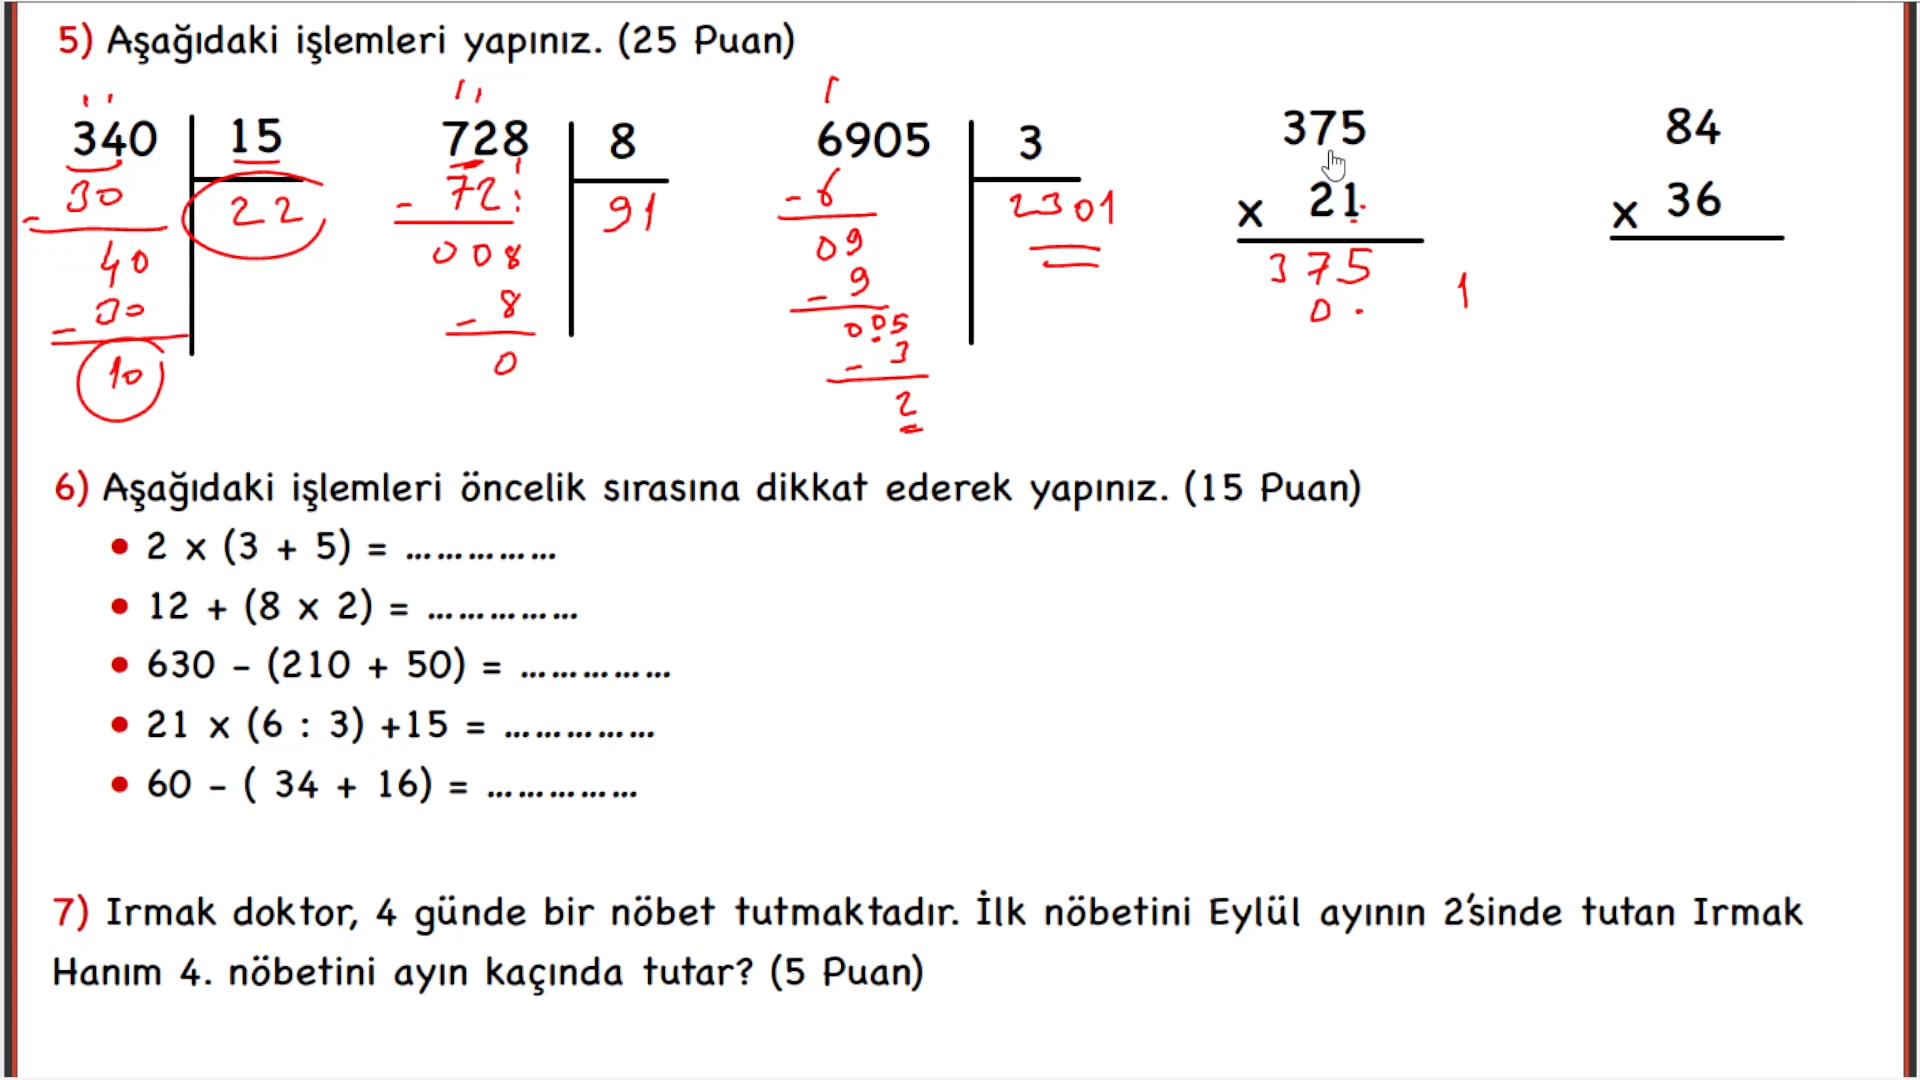 5) Aşağıdaki işlemleri yapınız. (25 Puan)
340 15
30 22
- 
40
- 30
10
728 8
- 72 91
008
- 8
0
6905 3
- 6 2301
09
- 9
005
- 3
2
375
x 21
375 1
0
84
x 36
6) Aşağıdaki işlemleri öncelik sırasına dikkat ederek yapınız. (15 Puan)
• 2 x (3 + 5) = ……………
• 12 + (8 x 2) = ……………
• 630 - (210 + 50) = ……………
• 21 x (6 : 3) +15 = ……………
• 60 - ( 34 + 16) = ……………
7) Irmak doktor, 4 günde bir nöbet tutmaktadır. İlk nöbetini Eylül ayının 2'sinde tutan Irmak
Hanım 4. nöbetini ayın kaçında tutar? (5 Puan)